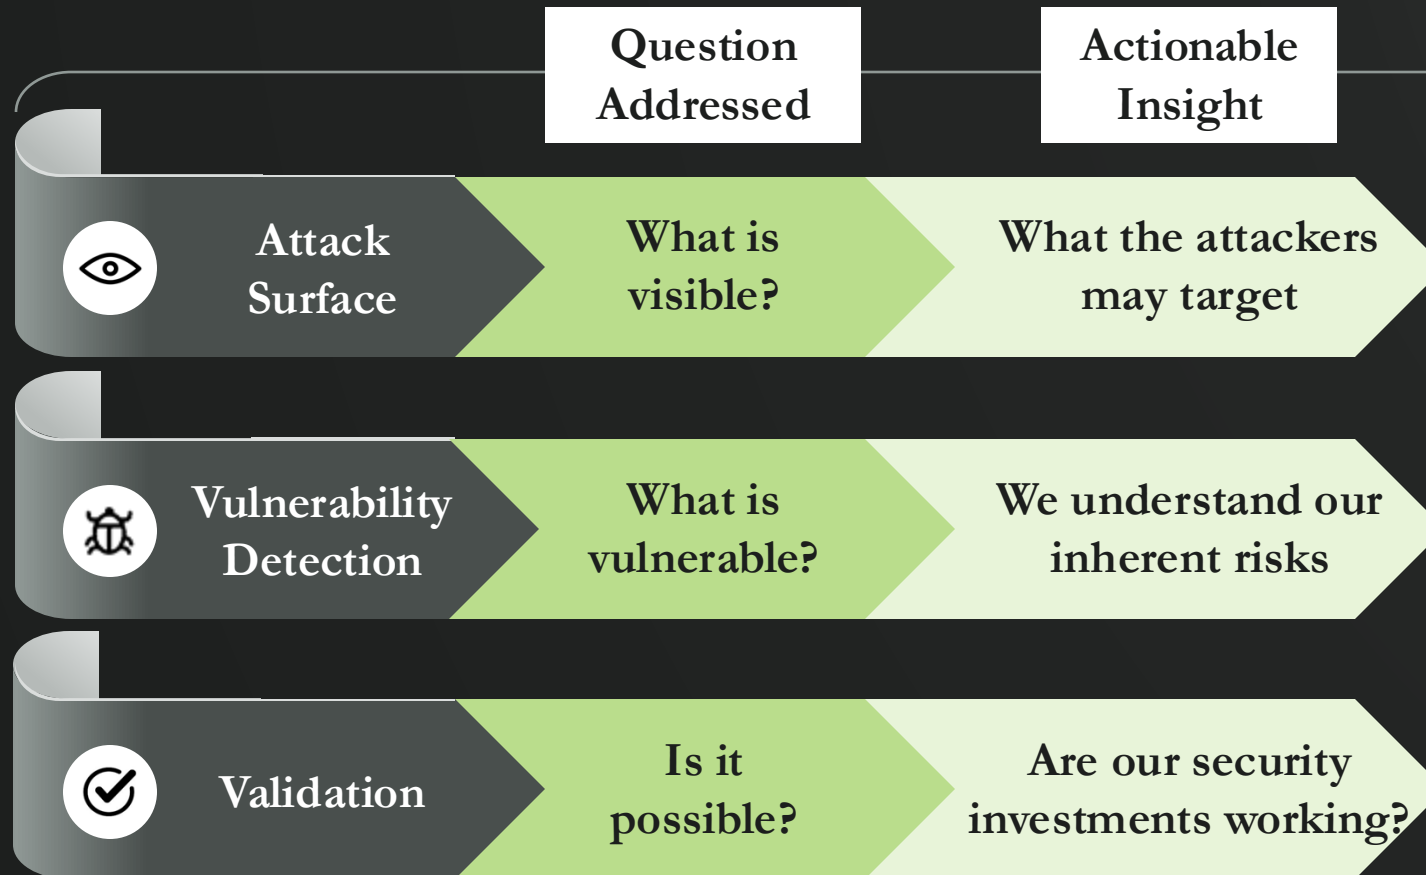 Question
Addressed
Actionable
Insight
Attack
Surface
What is
visible?
What the attackers
may target
Vulnerability
Detection
What is
vulnerable?
We understand our
inherent risks
Validation
Is it
possible?
Are our security
investments working?